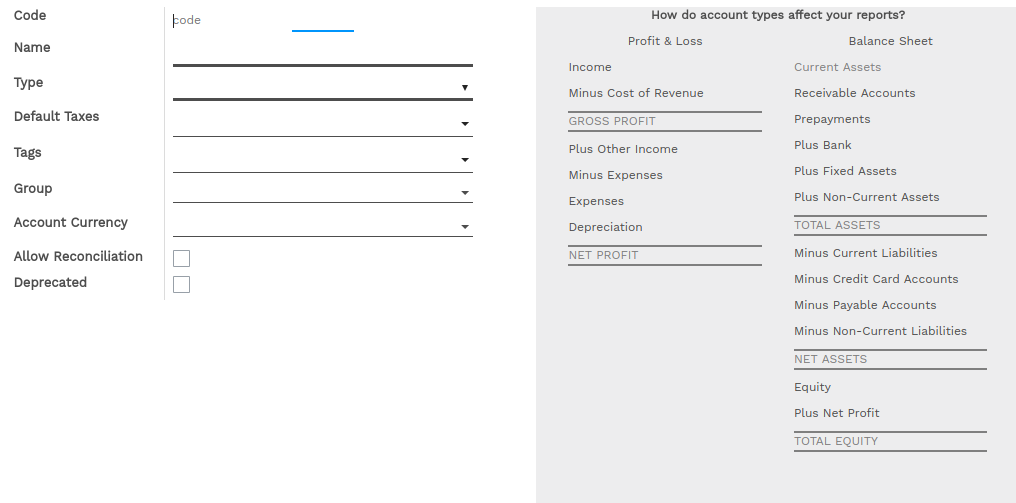 Code
code
Name
Type
Default Taxes
Tags
Group
Account Currency
Allow Reconciliation
Deprecated
How do account types affect your reports?
Profit & Loss
Income
Minus Cost of Revenue
GROSS PROFIT
Plus Other Income
Minus Expenses
Expenses
Depreciation
NET PROFIT
Balance Sheet
Current Assets
Receivable Accounts
Prepayments
Plus Bank
Plus Fixed Assets
Plus Non-Current Assets
TOTAL ASSETS
Minus Current Liabilities
Minus Credit Card Accounts
Minus Payable Accounts
Minus Non-Current Liabilities
NET ASSETS
Equity
Plus Net Profit
TOTAL EQUITY